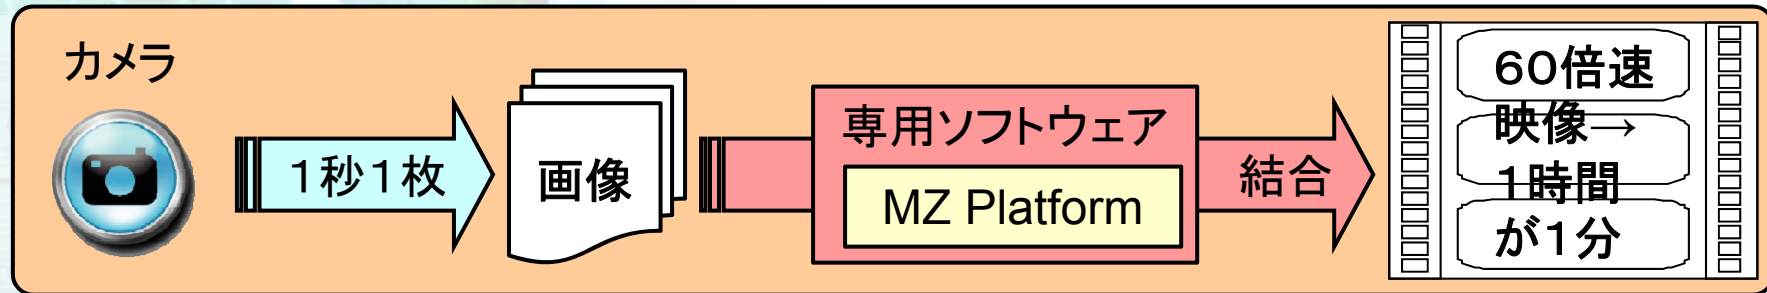 カメラ
１秒１枚
画像
専用ソフトウェア
MZ Platform
結合
６０倍速
映像→
１時間
が１分